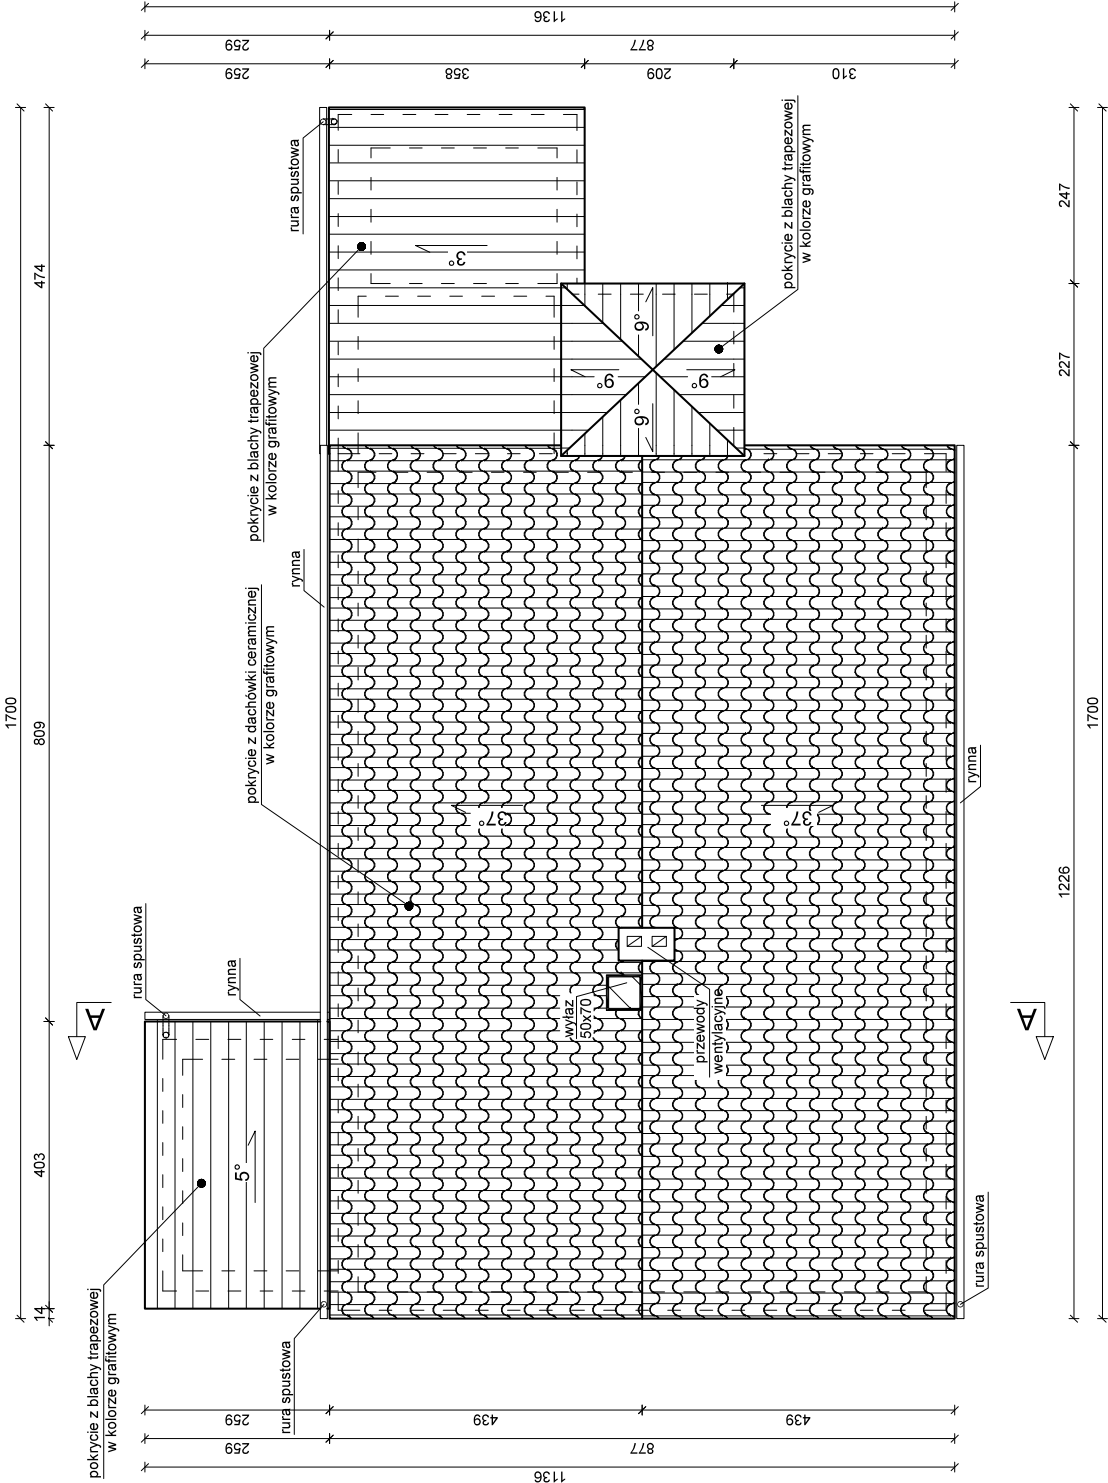 1136
259
877
259
358
209
310
1700
474
809
403
14
rura spustowa
pokrycie z blachy trapezowej
w kolorze grafitowym
rynna
pokrycie z dachówki ceramicznej
w kolorze grafitowym
rura spustowa
rynna
pokrycie z blachy trapezowej
w kolorze grafitowym
rura spustowa
pokrycie z blachy trapezowej
w kolorze grafitowym
3°
9°
9°
9°
9°
37°
37°
5°
wyłaz
50x70
przewody
wentylacyjne
rynna
rura spustowa
A
A
247
227
1226
1700
259
439
439
259
877
1136